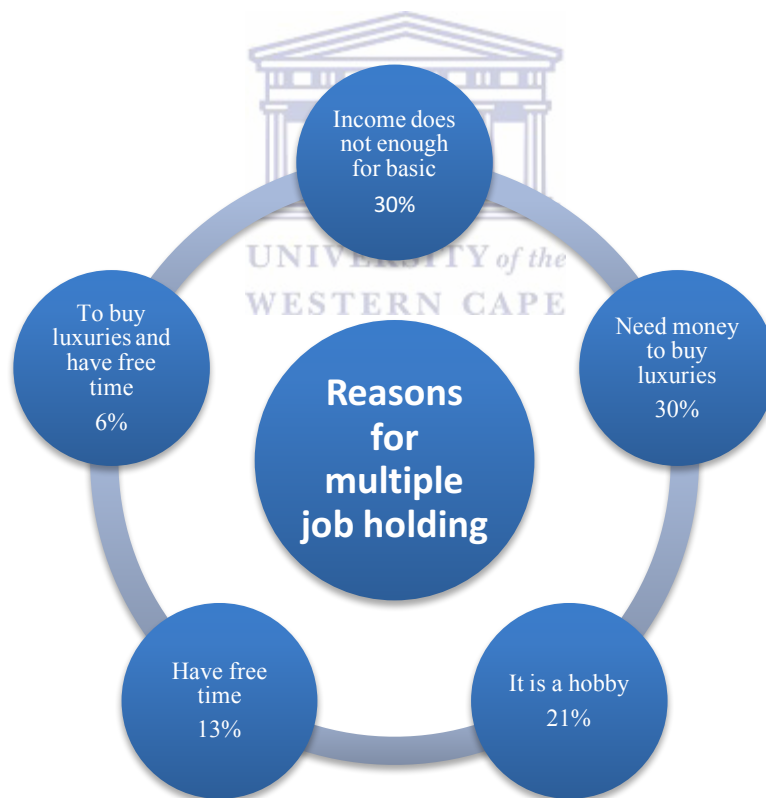 Income does
not enough
for basic
30%
UNIVERSITY of the
WESTERN CAPE
To buy
luxuries and
have free
time
6%
Need money
to buy
luxuries
30%
Reasons
for
multiple
job holding
Have free
time
13%
It is a hobby
21%